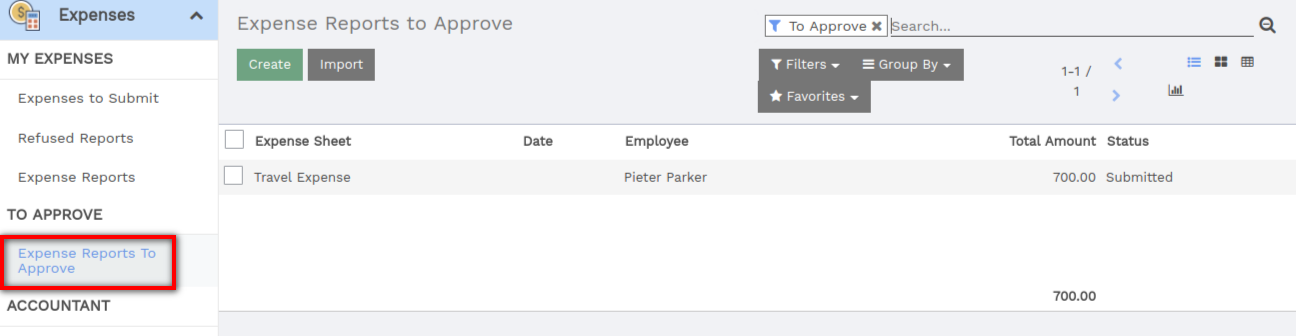 Expenses
MY EXPENSES
Expenses to Submit
Refused Reports
Expense Reports
TO APPROVE
Expense Reports To
Approve
ACCOUNTANT
Expense Reports to Approve
To Approve ✖ Search...
Create Import
Filters Group By
Favorites
1-1 /
1
Expense Sheet Date Employee Total Amount Status
Travel Expense Pieter Parker 700.00 Submitted
700.00